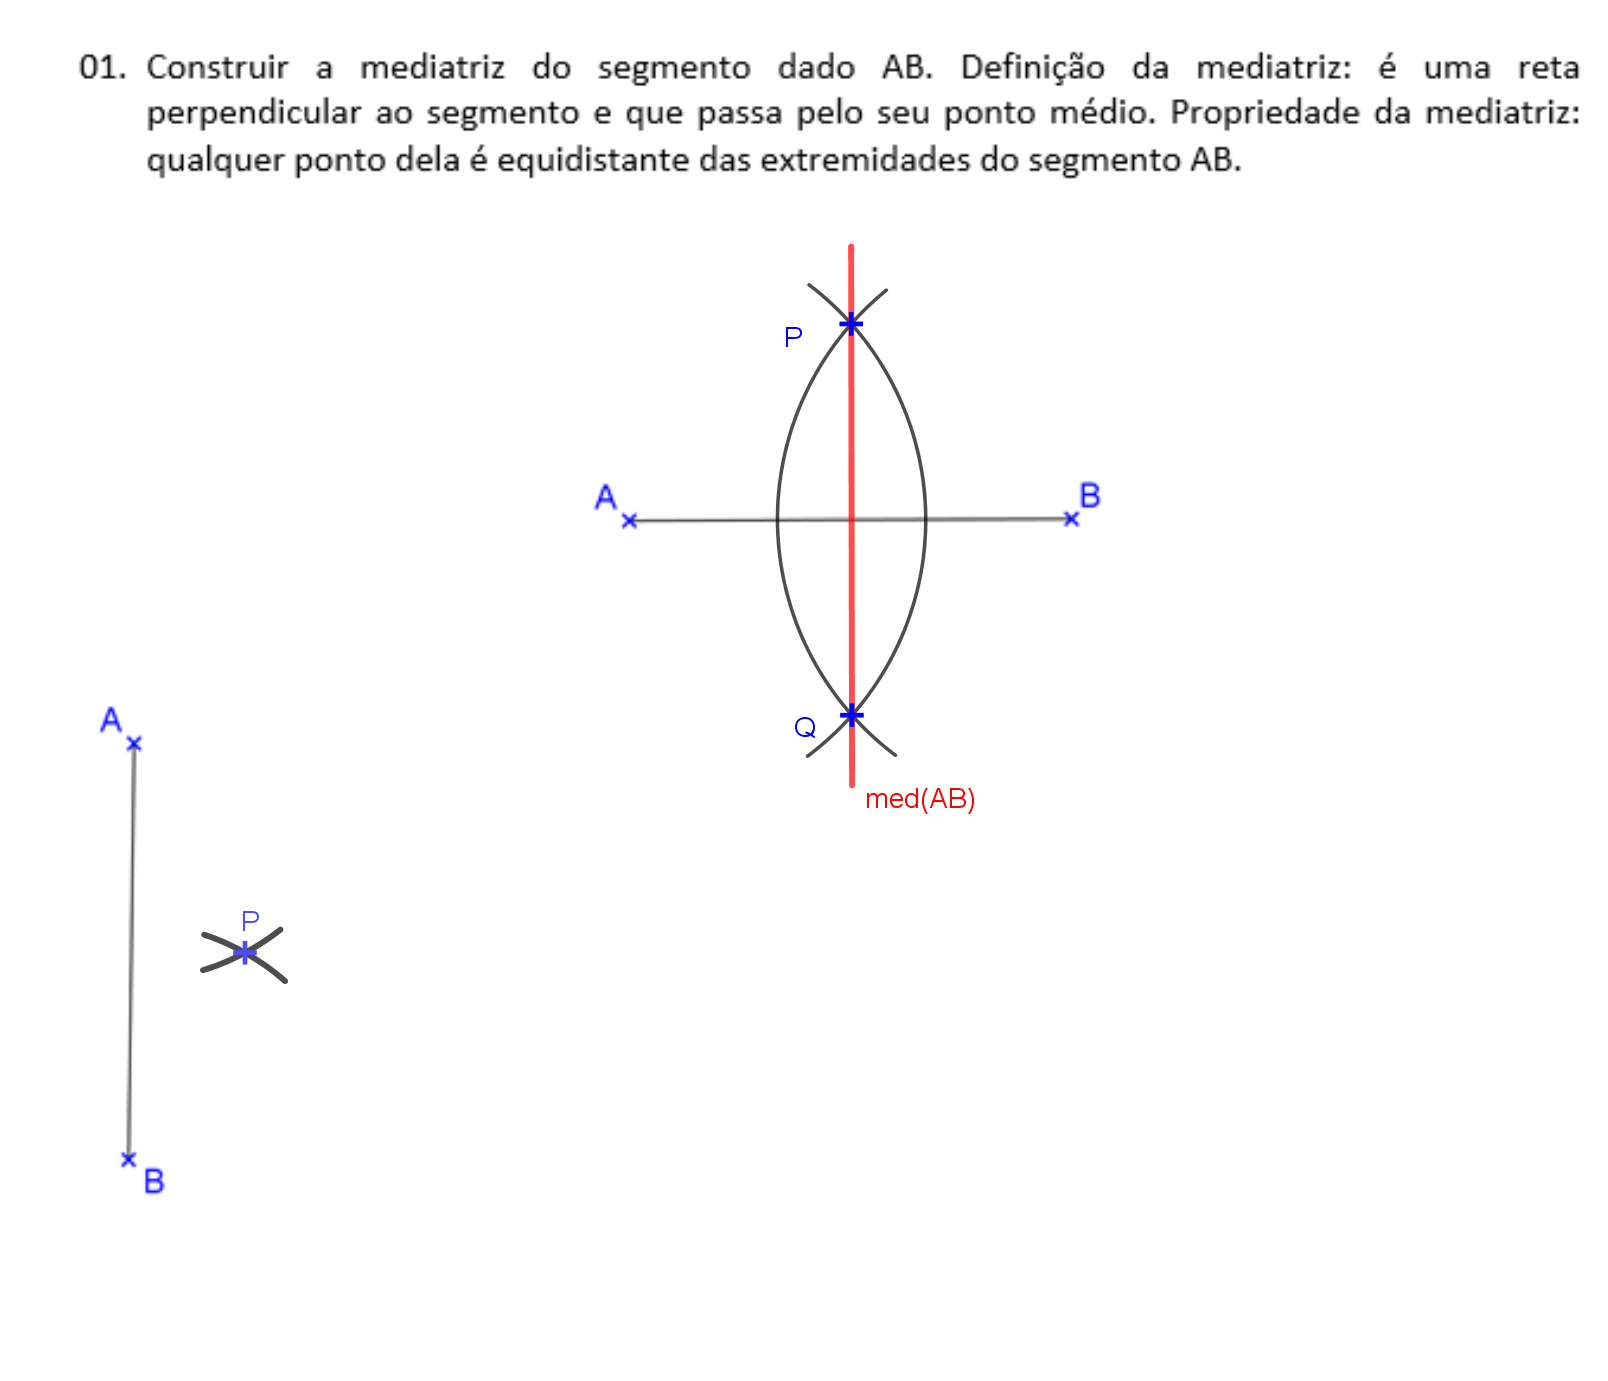 01. Construir a mediatriz do segmento dado AB. Definição da mediatriz: é uma reta
perpendicular ao segmento e que passa pelo seu ponto médio. Propriedade da mediatriz:
qualquer ponto dela é equidistante das extremidades do segmento AB.
P
A
B
Q
med(AB)
A
P
B